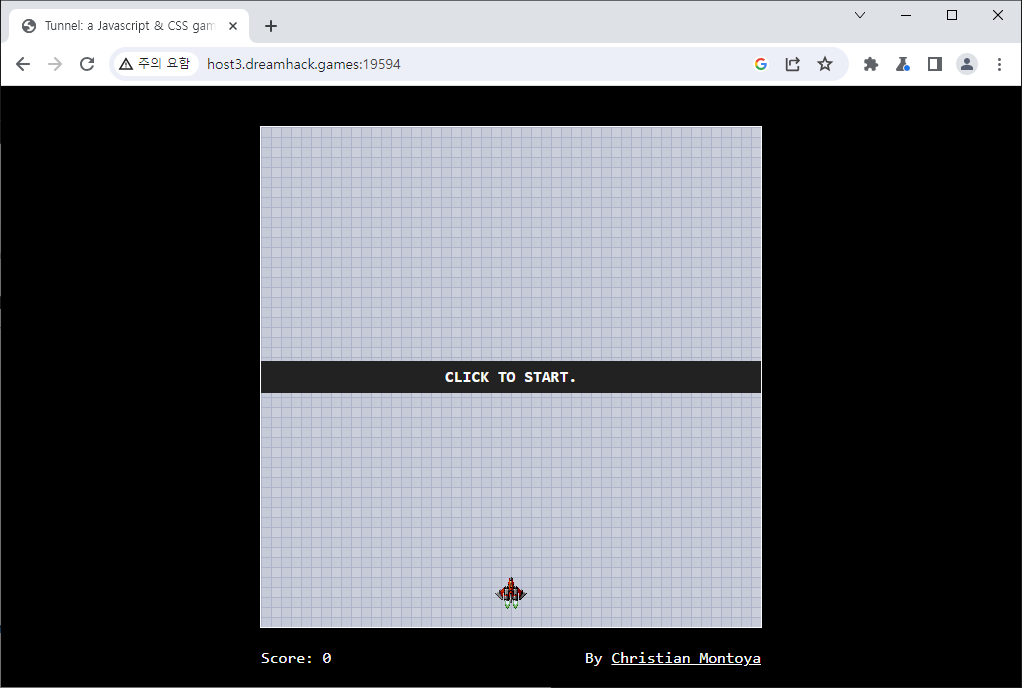 Tunnel: a Javascript & CSS gam
주의 요함
host3.dreamhack.games:19594
CLICK TO START.
Score: 0
By Christian Montoya